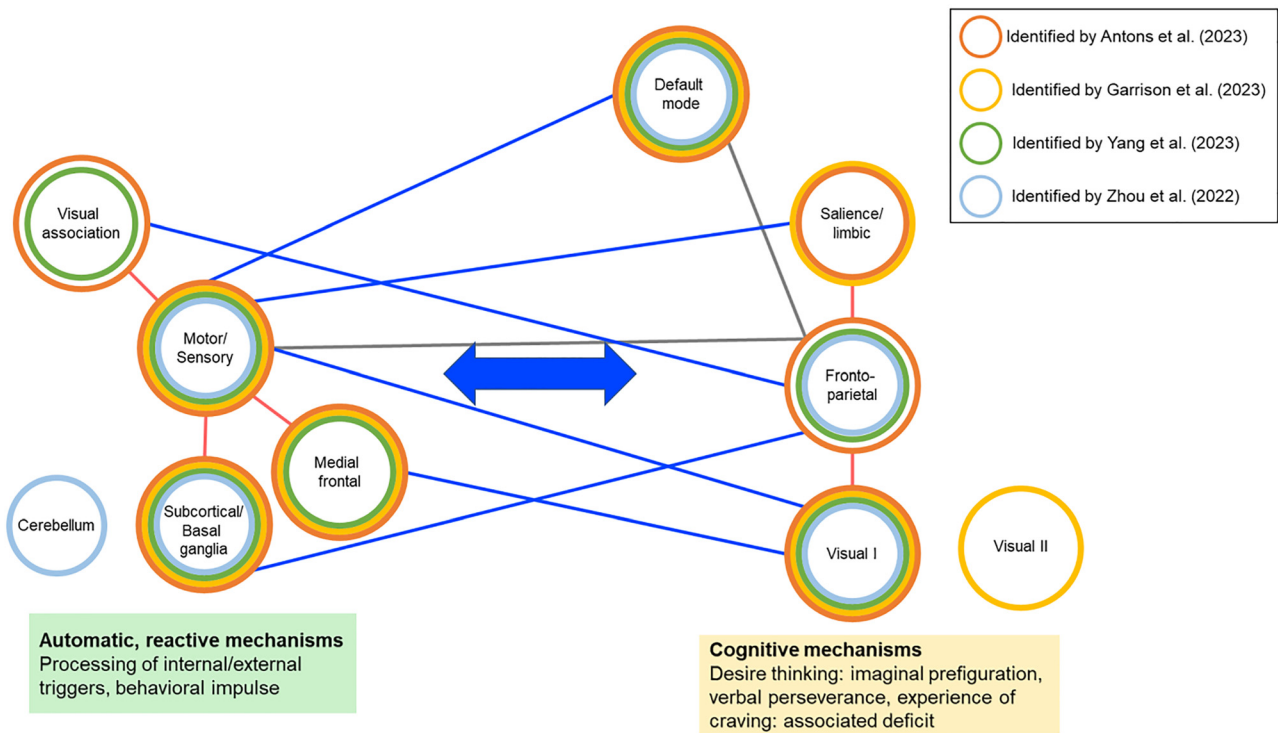 Default
mode
Identified by Antons et al. (2023)
Identified by Garrison et al. (2023)
Identified by Yang et al. (2023)
Identified by Zhou et al. (2022)
Visual
association
Salience/
limbic
Motor/
Sensory
Fronto-
parietal
Medial
frontal
Cerebellum
Subcortical/
Basal
ganglia
Visual I
Visual II
Automatic, reactive mechanisms
Processing of internal/external
triggers, behavioral impulse
Cognitive mechanisms
Desire thinking: imaginal prefiguration,
verbal perseverance, experience of
craving: associated deficit